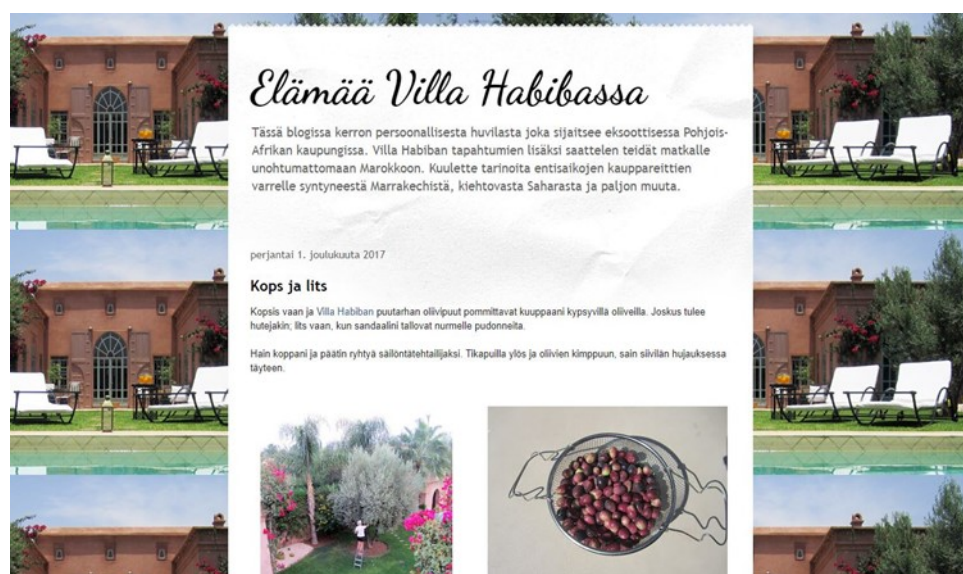 Elämää Villa Habibassa
Tässä blogissa kerron persoonallisesta huvilasta joka sijaitsee eksoottisessa Pohjois-
Afrikan kaupungissa. Villa Habiban tapahtumien lisäksi saattelen teidät matkalle
unohtumattomaan Marokkoon. Kuulette tarinoita entisaikojen kauppareittien
varrelle syntyneestä Marrakechistä, kiehtovasta Saharasta ja paljon muuta.
perjantai 1. joulukuuta 2017
Kops ja lits
Kopsis vaan ja Villa Habiban puutarhan oliivipuut pommittavat kuuppaani kypsyvillä oliiveilla. Joskus tulee
hutejakin; lits vaan, kun sandaalini tallovat nurmelle pudonneita.
Hain koppani ja päätin ryhtyä säilöntätehtailijaksi. Tikapuilla ylös ja oliivien kimppuun, sain siivilän hujauksessa
täyteen.